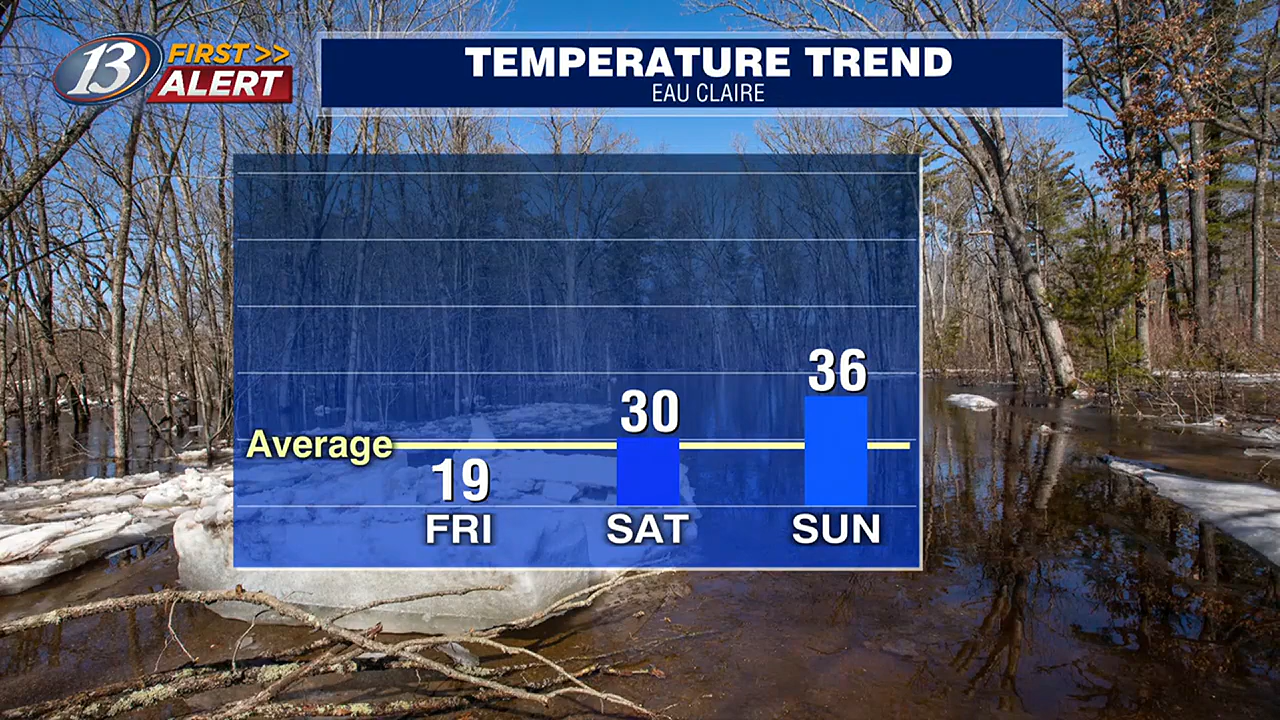 13 FIRST >>
ALERT
TEMPERATURE TREND
EAU CLAIRE
Average
19 30 36
FRI SAT SUN